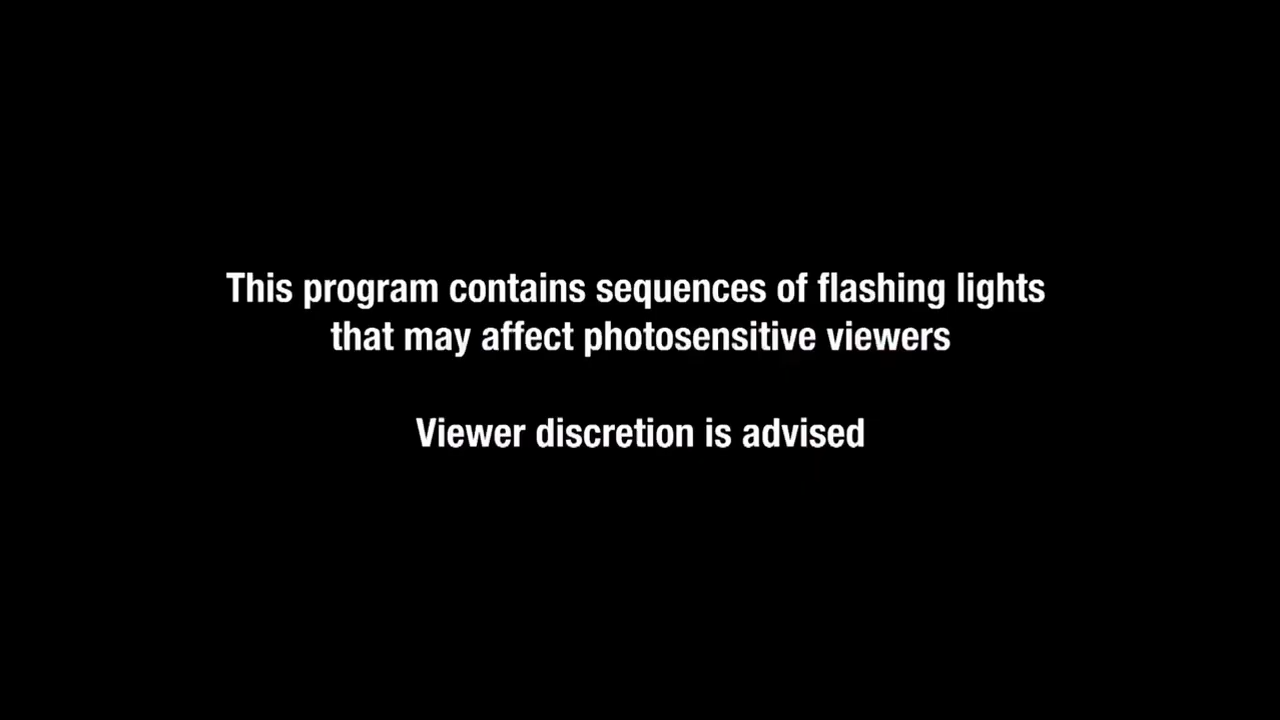 This program contains sequences of flashing lights
that may affect photosensitive viewers
Viewer discretion is advised